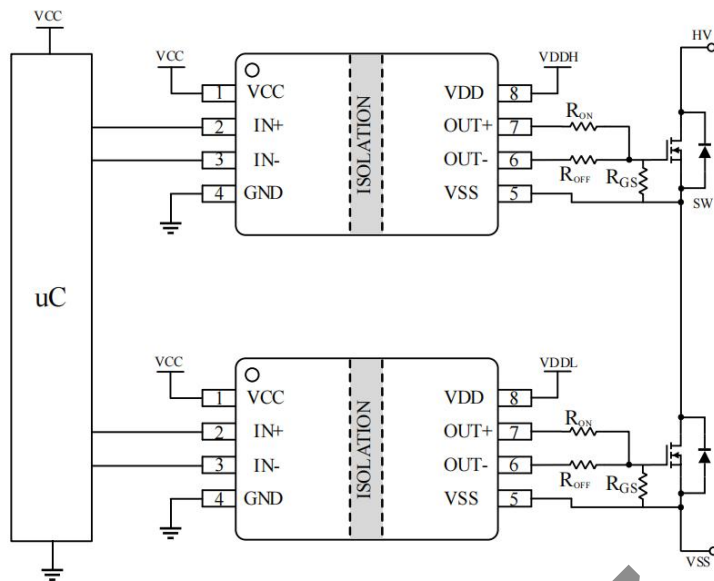 VCC
uC
VCC
1 VCC
2 IN+
3 IN-
4 GND
ISOLATION
VDD 8
OUT+ 7
OUT- 6
VSS 5
VDDH
RON
ROFF
RGS
HV
SW
VCC
1 VCC
2 IN+
3 IN-
4 GND
ISOLATION
VDD 8
OUT+ 7
OUT- 6
VSS 5
VDDL
RON
ROFF
RGS
VSS